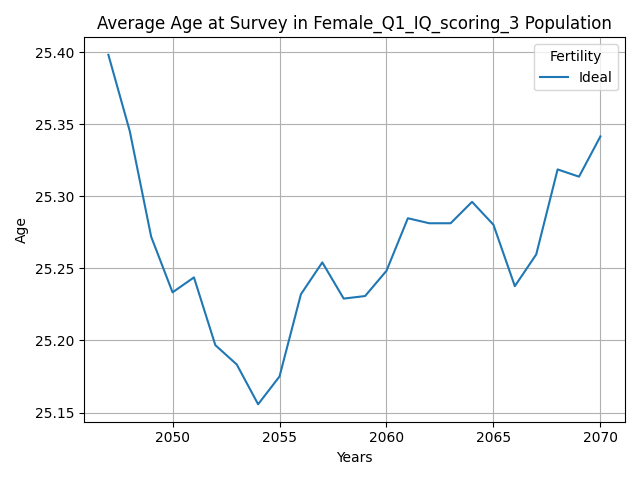 Average Age at Survey in Female_Q1_IQ_scoring_3 Population
Fertility
Ideal
25.40
25.35
25.30
25.25
25.20
25.15
Age
2050 2055 2060 2065 2070
Years